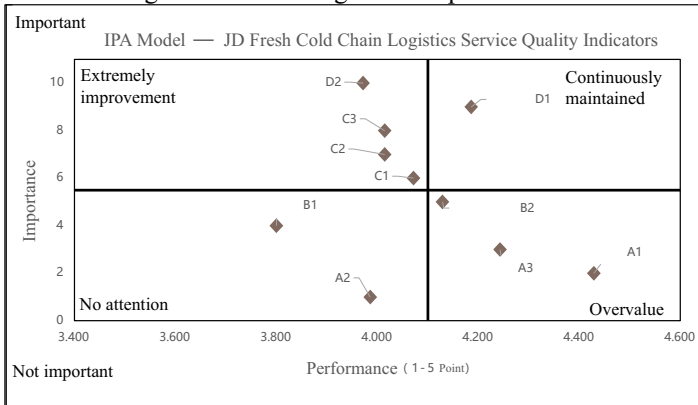 Important
IPA Model — JD Fresh Cold Chain Logistics Service Quality Indicators
Extremely
improvement
Continuously
maintained
10
8
6
4
2
0
D2
D1
C3
C2
C1
B1
B2
A1
A3
A2
Importance
No attention
Overvalue
3.400
3.600
3.800
4.000
4.200
4.400
4.600
Not important
Performance ( 1-5 Point)